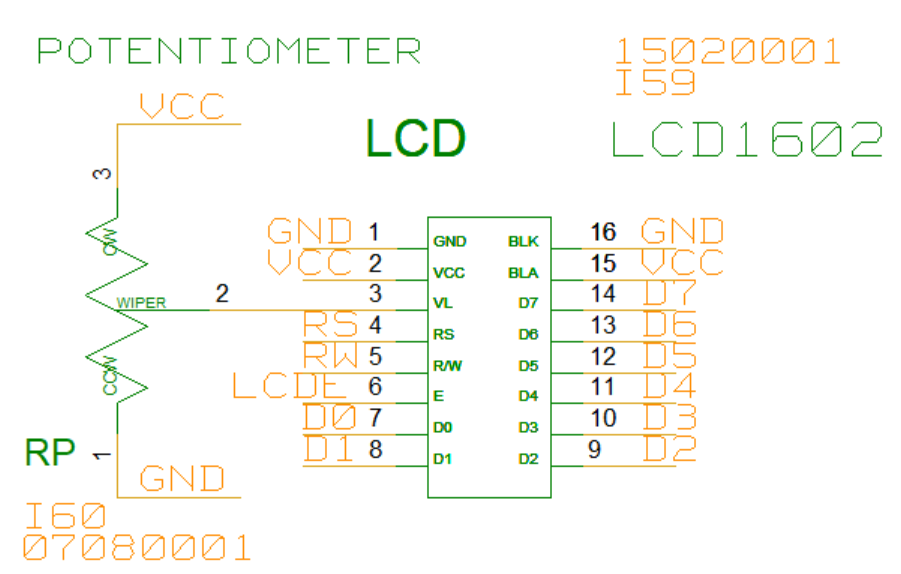 POTENTIOMETER
15020001
I59
VCC
LCD
LCD1602
3
CW
GND 1 GND BLK 16 GND
VCC 2 VCC BLA 15 VCC
WIPER 2 3 VL D7 14 D7
RS 4 RS D6 13 D6
RW 5 R/W D5 12 D5
CCW
LCDE 6 E D4 11 D4
D0 7 D0 D3 10 D3
D1 8 D1 D2 9 D2
RP 1
GND
I60
07080001